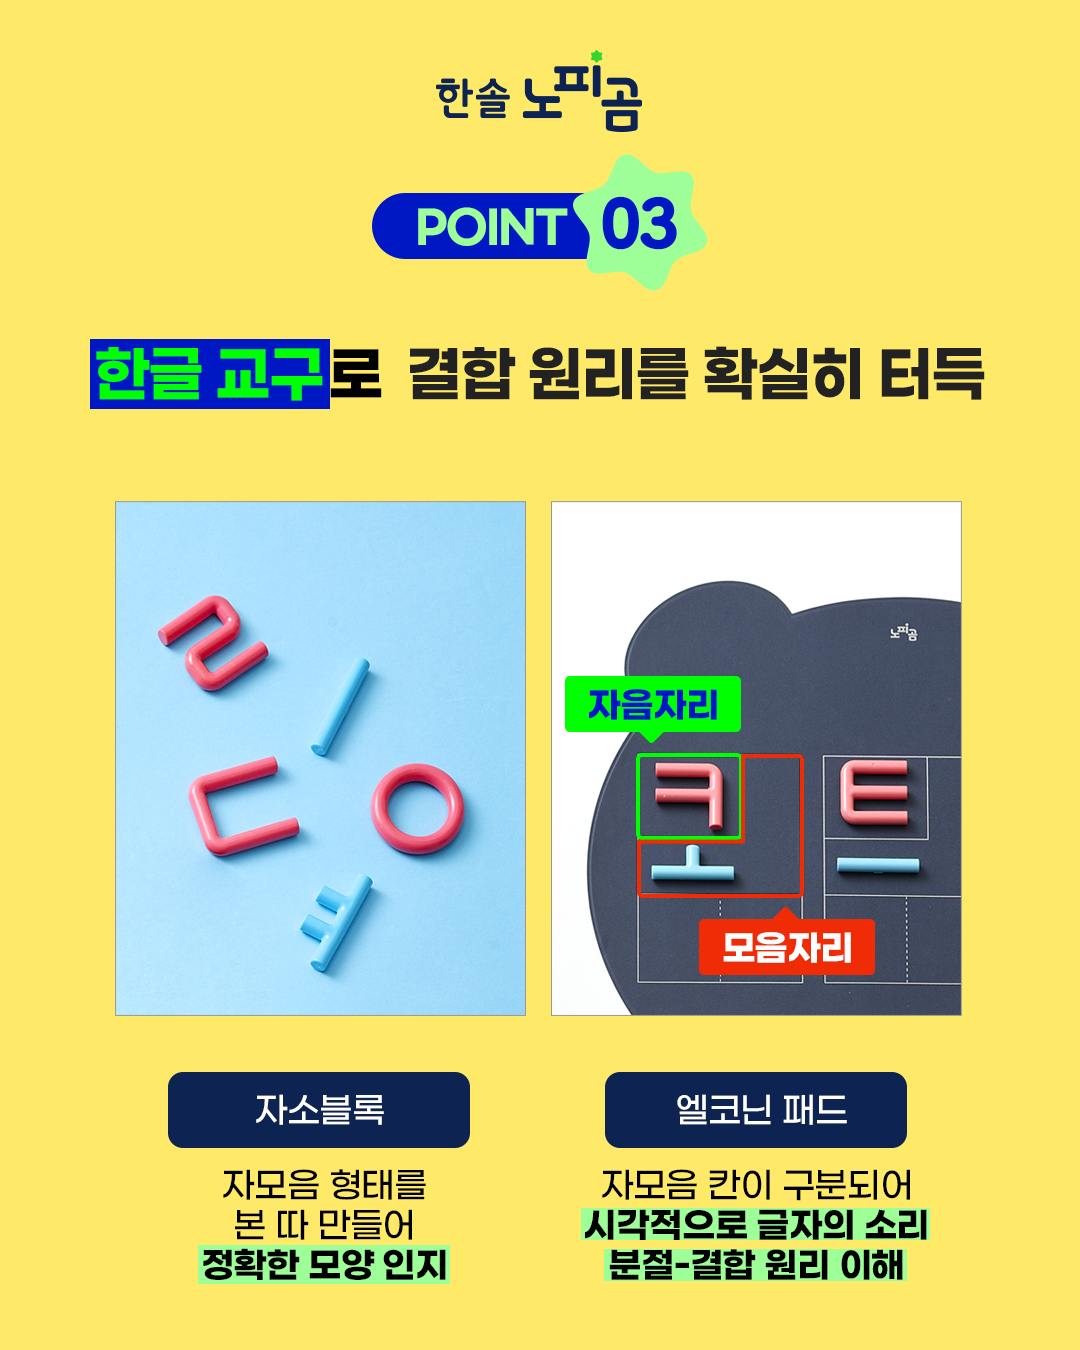 한솔 노피곰
POINT 03
한글 교구로 결합 원리를 확실히 터득
ㄹ
ㅣ
ㄷ
ㅇ
ㅕ
노피곰
자음자리
ㅋ ㅌ
ㅗ ㅡ
모음자리
자소블록
자모음 형태를
본 따 만들어
정확한 모양 인지
엘코닌 패드
자모음 칸이 구분되어
시각적으로 글자의 소리
분절-결합 원리 이해